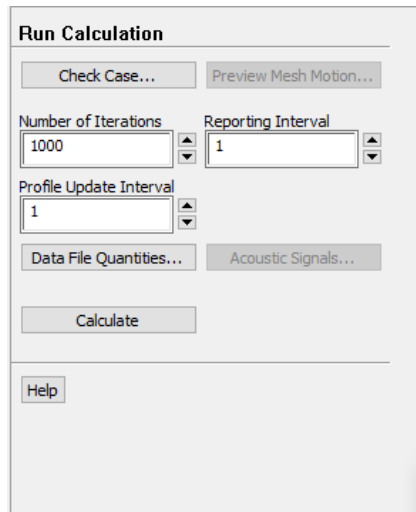 Run Calculation
Check Case... Preview Mesh Motion...
Number of Iterations Reporting Interval
1000 1
Profile Update Interval
1
Data File Quantities... Acoustic Signals...
Calculate
Help